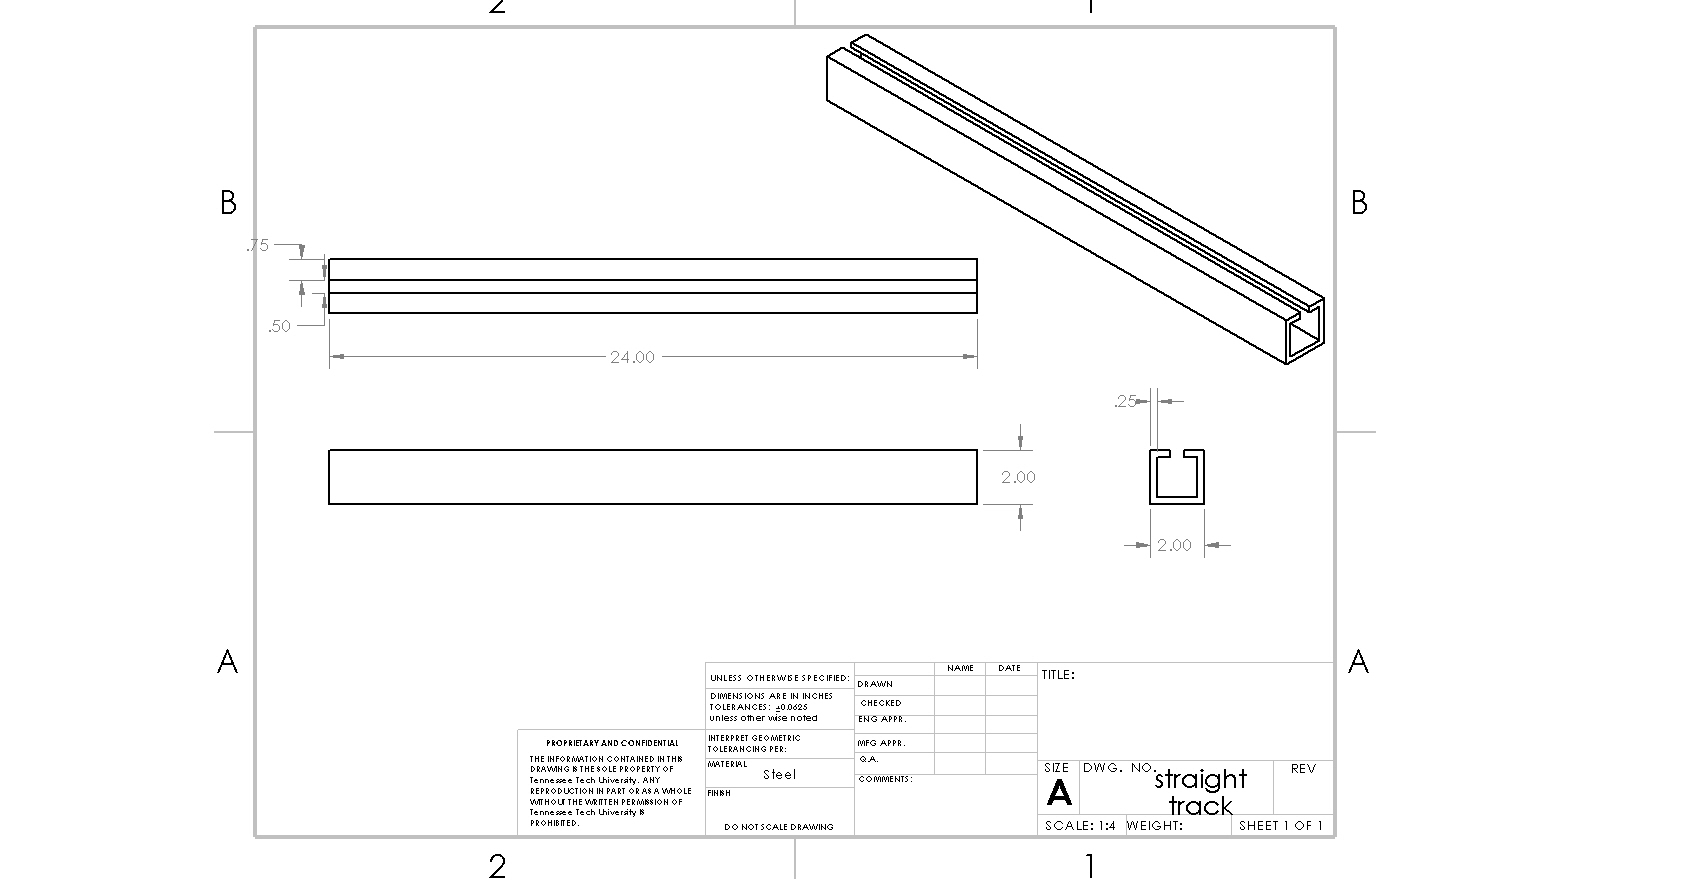 2
1
B
B
.75
.50
24.00
.25
2.00
2.00
A
A
UNLESS OTHERWISE SPECIFIED:
DIMENSIONS ARE IN INCHES
TOLERANCES: ±0.0625
unless other wise noted
INTERPRET GEOMETRIC
TOLERANCING PER:
MATERIAL
Steel
FINISH
DO NOT SCALE DRAWING
NAME
DATE
DRAWN
CHECKED
ENG APPR.
MFG APPR.
Q.A.
COMMENTS:
TITLE:
SIZE
A
DWG. NO.
straight
track
REV
SCALE: 1:4
WEIGHT:
SHEET 1 OF 1
PROPRIETARY AND CONFIDENTIAL
THE INFORMATION CONTAINED IN THIS
DRAWING IS THE SOLE PROPERTY OF
Tennessee Tech University. ANY
REPRODUCTION IN PART OR AS A WHOLE
WITHOUT THE WRITTEN PERMISSION OF
Tennessee Tech University IS
PROHIBITED.
2
1